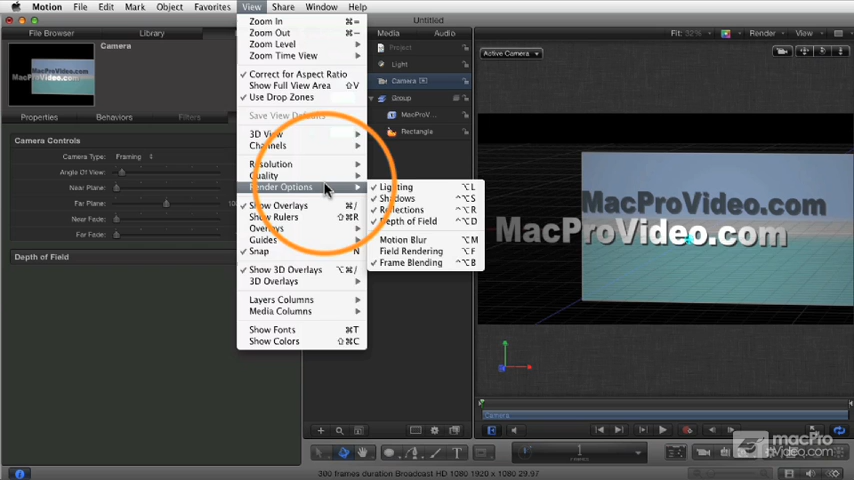 Motion File Edit Mark Object Favorites View Share Window Help
Untitled
File Browser Library Media Audio Fit: 32% Render View
Camera
Properties Behaviors Filters
Camera Controls
Camera Type: Framing
Angle Of View:
Near Plane:
Far Plane:
Near Fade:
Far Fade:
Depth of Field
Zoom In ⌘=
Zoom Out ⌘−
Zoom Level
Zoom Time View
✓ Correct for Aspect Ratio
Show Full View Area ⇧V
✓ Use Drop Zones
Save View Defaults
3D View
Channels
Resolution
Quality
Render Options
✓ Show Overlays ⌘/
Show Rulers ⇧⌘R
Overlays
Guides
✓ Snap N
✓ Show 3D Overlays ⌥⌘/
3D Overlays
Layers Columns
Media Columns
Show Fonts ⌘T
Show Colors ⇧⌘C
✓ Lighting ⌥L
✓ Shadows ^⌥S
✓ Reflections ^⌥R
✓ Depth of Field ^⌥D
Motion Blur ⌥M
Field Rendering ⌥F
✓ Frame Blending ^⌥B
Project
Light
Camera
Group
MacProV...
Rectangle
Active Camera
MacProVideo.com
MacProVideo.com
Camera
1
macPro
Video.com
300 frames duration Broadcast HD 1080 1920 x 1080 29.97